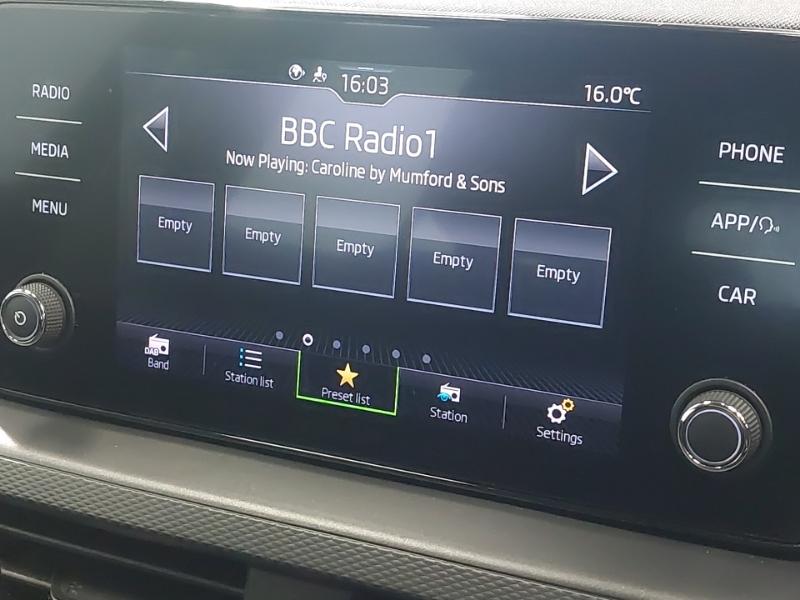 RADIO
MEDIA
MENU
16:03
16.0°C
BBC Radio1
Now Playing: Caroline by Mumford & Sons
Empty
Empty
Empty
Empty
Empty
DAB
Band
Station list
Preset list
Station
Settings
PHONE
APP/
CAR